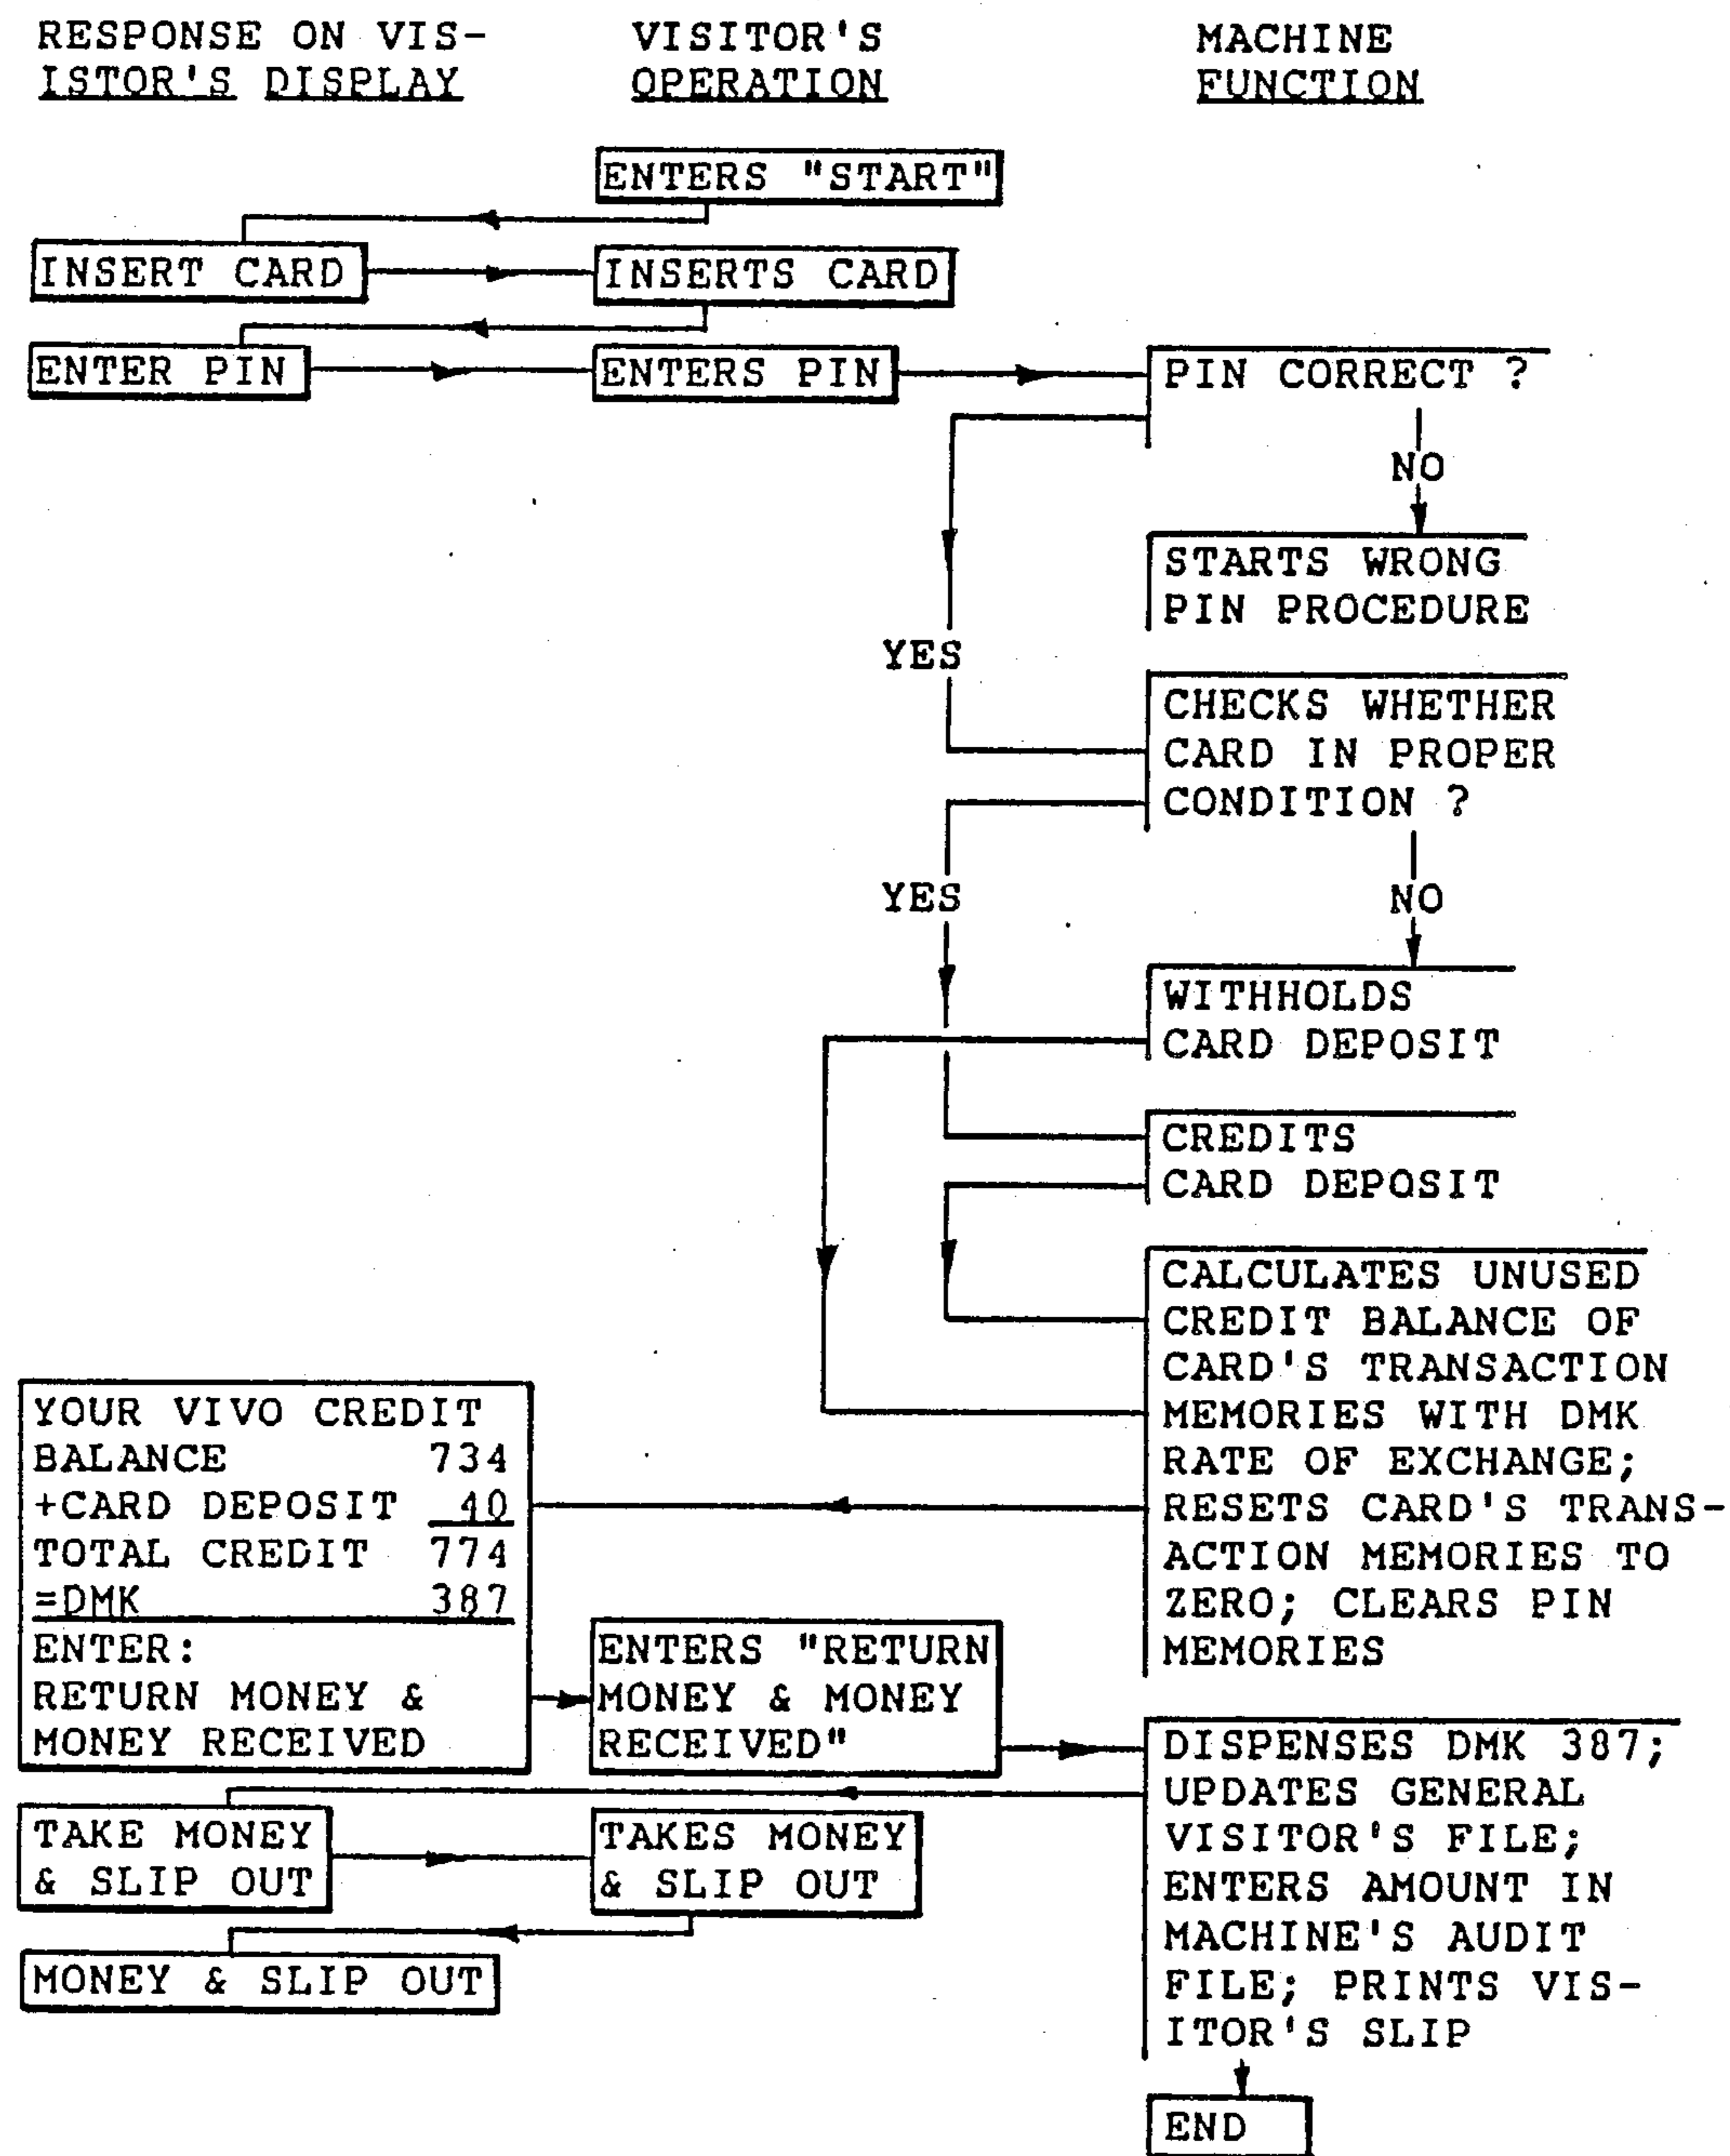 RESPONSE ON VIS-
ISTOR'S DISPLAY
VISITOR'S
OPERATION
MACHINE
FUNCTION
ENTERS "START"
INSERT CARD
INSERTS CARD
ENTER PIN
ENTERS PIN
PIN CORRECT ?
NO
STARTS WRONG
PIN PROCEDURE
YES
CHECKS WHETHER
CARD IN PROPER
CONDITION ?
YES
NO
WITHHOLDS
CARD DEPOSIT
CREDITS
CARD DEPOSIT
CALCULATES UNUSED
CREDIT BALANCE OF
CARD'S TRANSACTION
MEMORIES WITH DMK
RATE OF EXCHANGE;
RESETS CARD'S TRANS-
ACTION MEMORIES TO
ZERO; CLEARS PIN
MEMORIES
YOUR VIVO CREDIT
BALANCE 734
+CARD DEPOSIT 40
TOTAL CREDIT 774
=DMK 387
ENTER:
RETURN MONEY &
MONEY RECEIVED
ENTERS "RETURN
MONEY & MONEY
RECEIVED"
DISPENSES DMK 387;
UPDATES GENERAL
VISITOR'S FILE;
ENTERS AMOUNT IN
MACHINE'S AUDIT
FILE; PRINTS VIS-
ITOR'S SLIP
TAKE MONEY
& SLIP OUT
TAKES MONEY
& SLIP OUT
MONEY & SLIP OUT
END